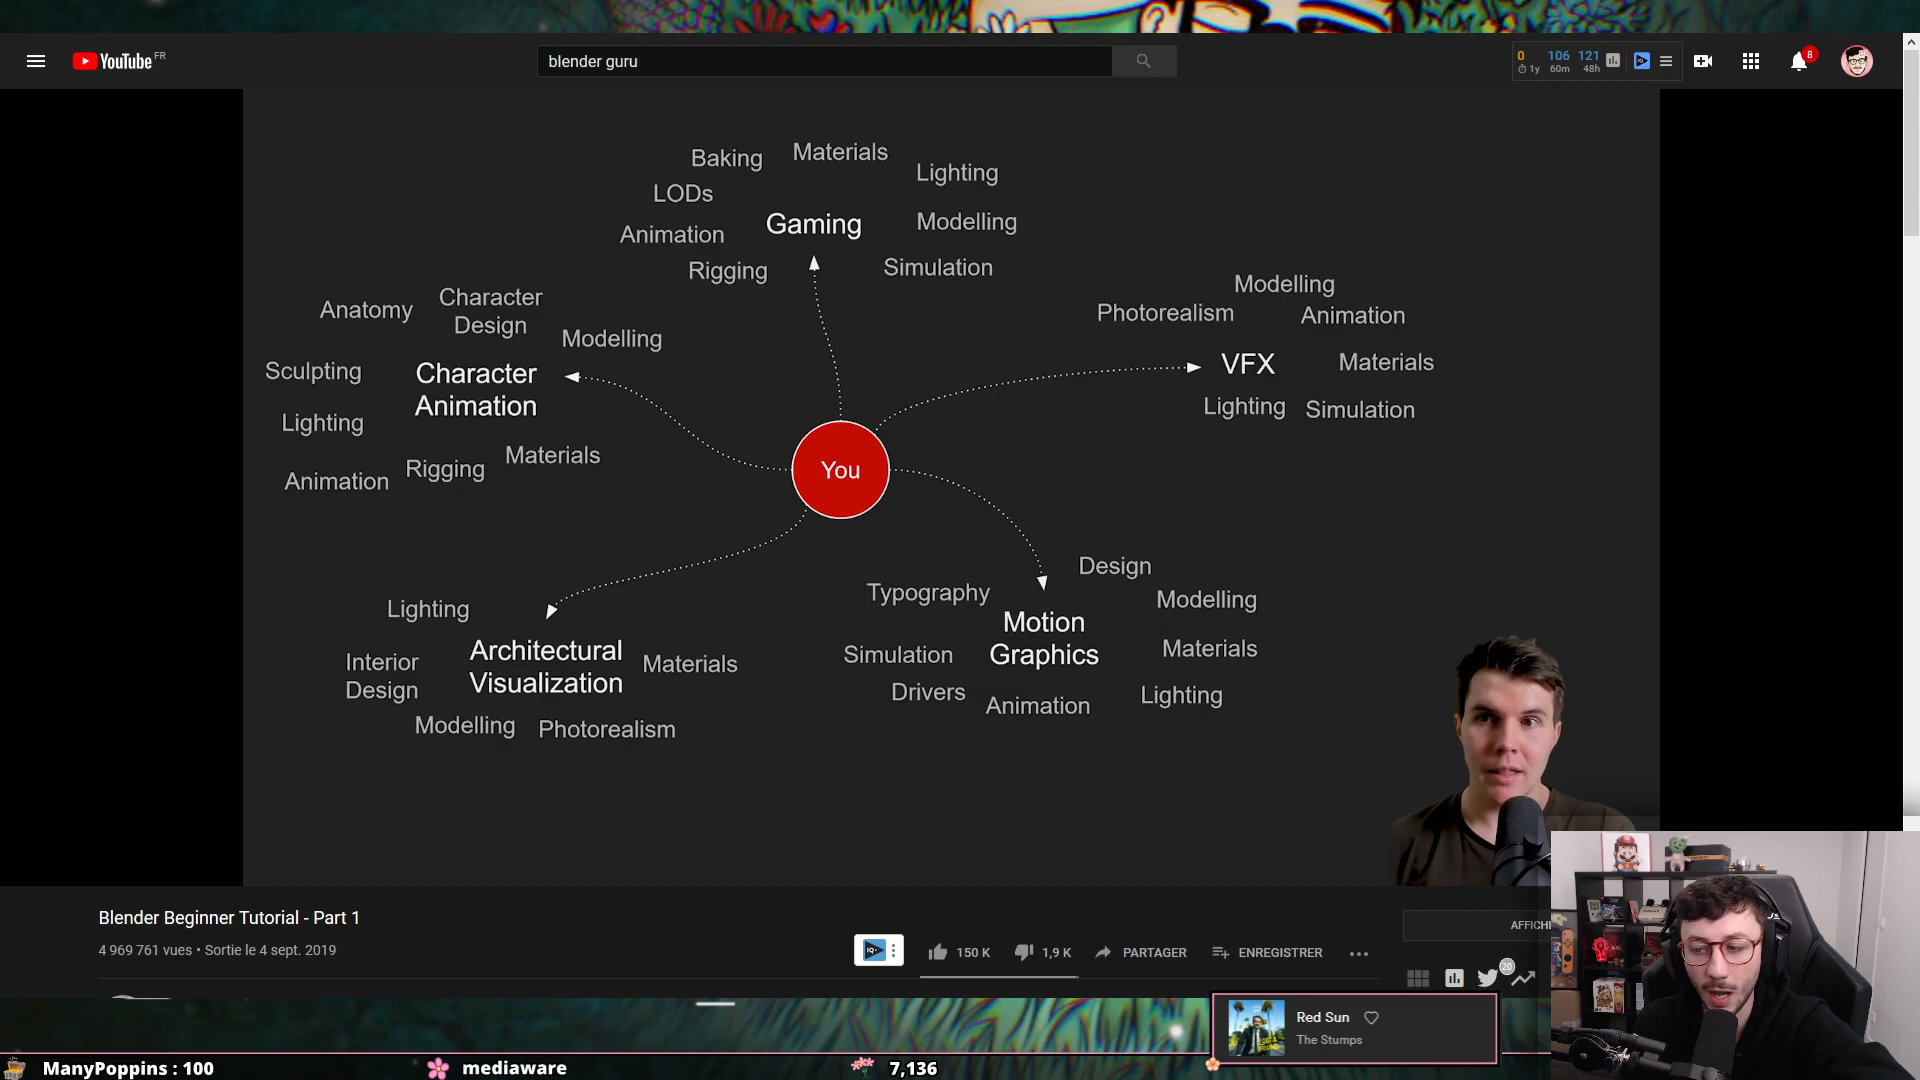 YouTube FR
blender guru
0 106 121
1y 60m 48h
8
Baking
Materials
Lighting
LODs
Gaming
Modelling
Animation
Rigging
Simulation
Anatomy
Character
Design
Modelling
Sculpting
Character
Animation
Lighting
Materials
Rigging
Animation
Modelling
Photorealism
Animation
VFX
Materials
Lighting
Simulation
You
Lighting
Architectural
Visualization
Interior
Design
Materials
Modelling
Photorealism
Design
Typography
Modelling
Motion
Graphics
Simulation
Materials
Drivers
Animation
Lighting
Blender Beginner Tutorial - Part 1
4 969 761 vues • Sortie le 4 sept. 2019
150 K
1,9 K
PARTAGER
ENREGISTRER
AFFICHE
20
Red Sun
The Stumps
ManyPoppins : 100
mediaware
7,136